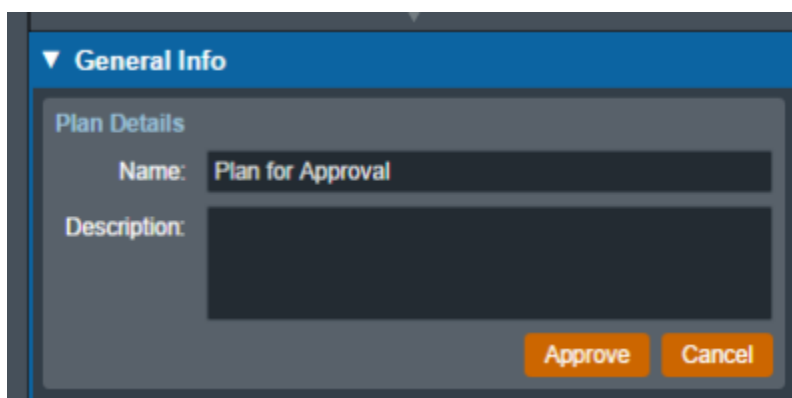 General Info
Plan Details
Name: Plan for Approval
Description:
Approve Cancel